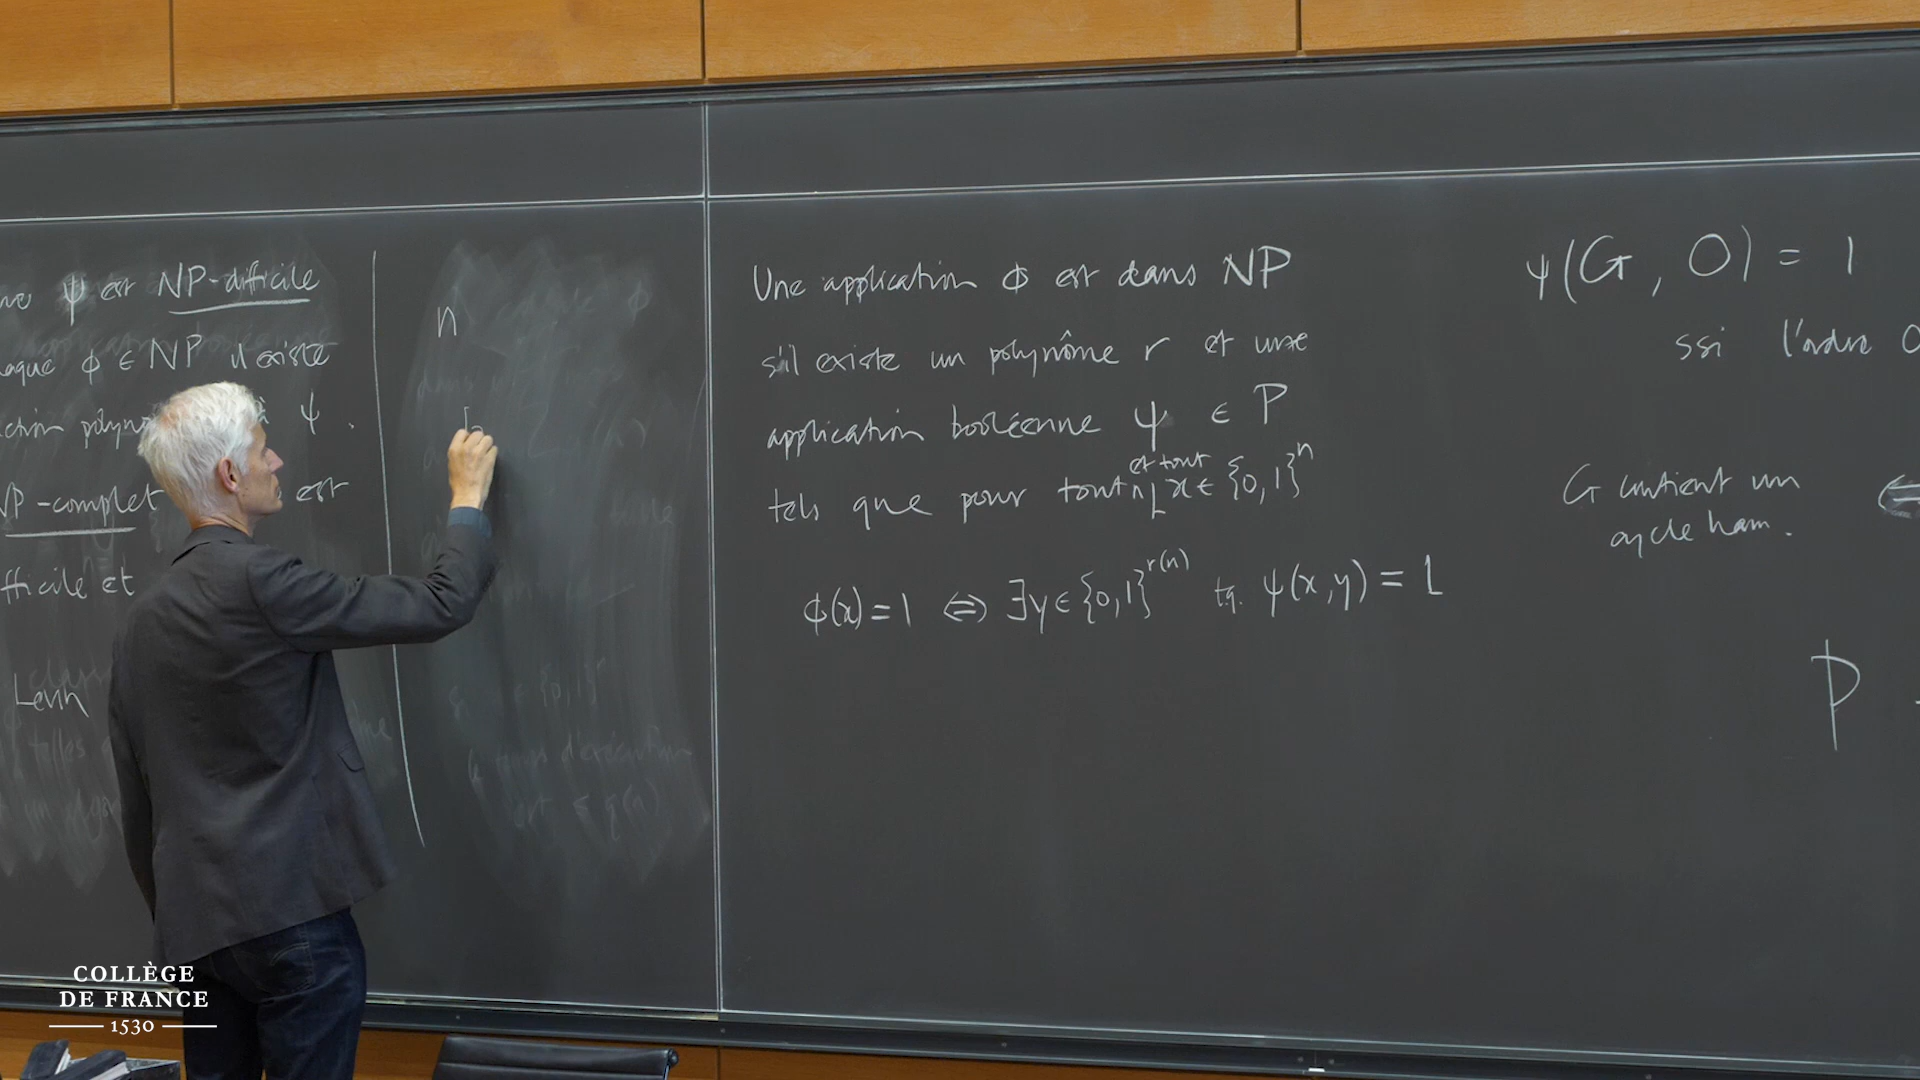 ψ est NP-difficile
φ ∈ NP il existe
à ψ.
NP-complet est
fficile et
Levin
n
Une application φ est dans NP
s'il existe un polynôme r et une
application booléenne ψ ∈ P
et tout
tels que pour tout n x ∈ {0,1}^n
φ(x)=1 ⇔ ∃y ∈ {0,1}^r(n) tq. ψ(x,y) = 1
ψ(G, O) = 1
ssi l'ordre O
G contient un
cycle ham.
P
COLLÈGE
DE FRANCE
1530